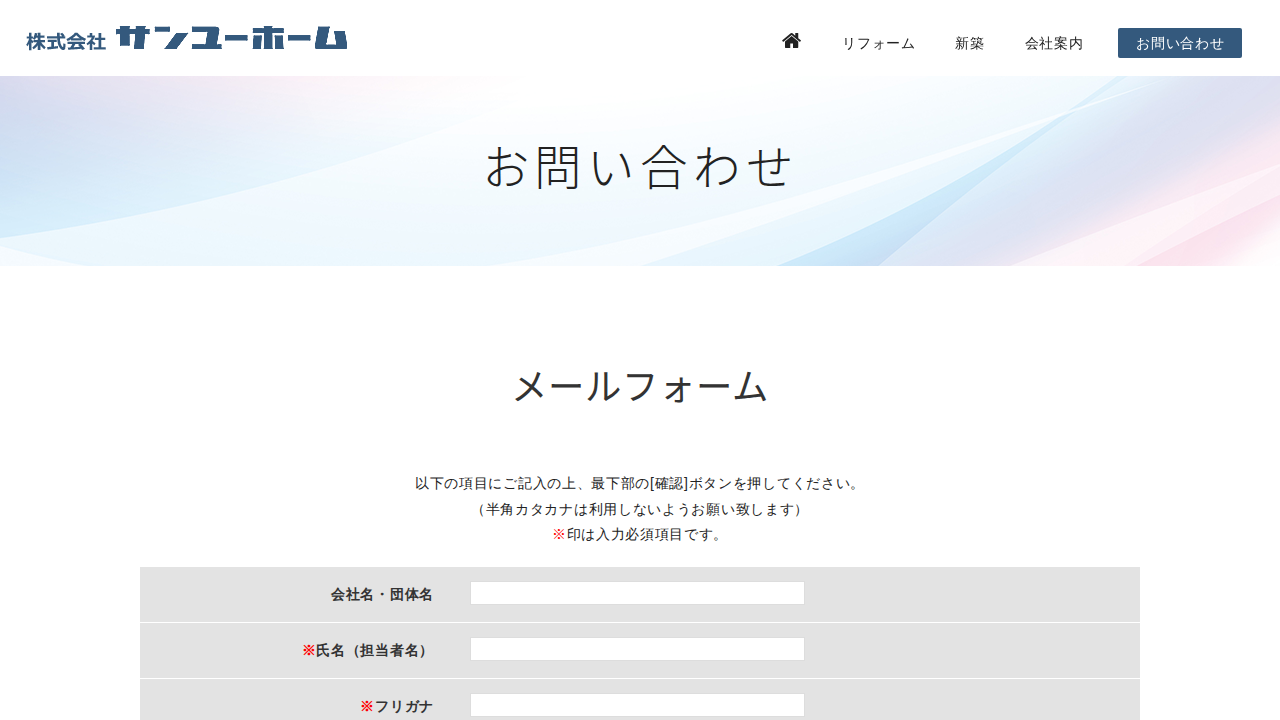 株式会社 サンユーホーム
リフォーム 新築 会社案内 お問い合わせ
お問い合わせ
メールフォーム
以下の項目にご記入の上、最下部の[確認]ボタンを押してください。
（半角カタカナは利用しないようお願い致します）
※印は入力必須項目です。
会社名・団体名
※氏名（担当者名）
※フリガナ